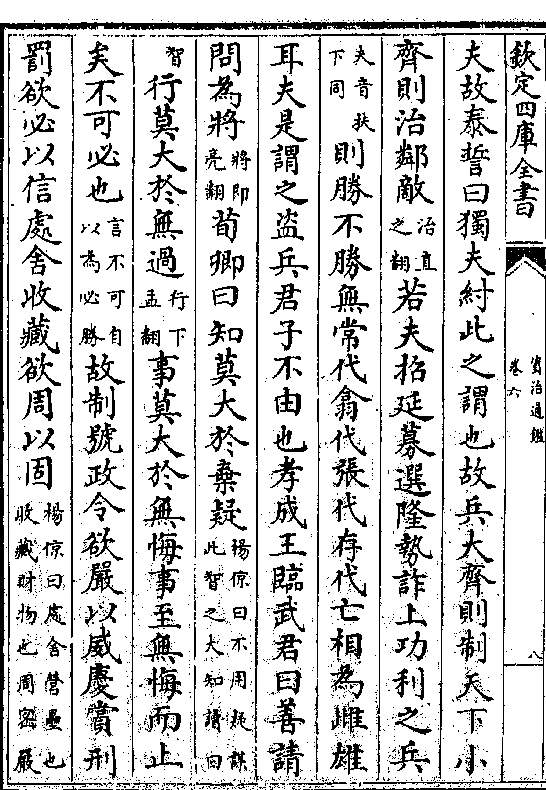 欽定四庫全書
資治通鑑
卷六
八
夫故泰誓曰獨夫紂此之謂也故兵大齊則制天下小
齊則治鄰敵治直之翻若夫招延募選隆勢詐上功利之兵
夫音扶下同則勝不勝無常代翕代張代存代亡相為雌雄
耳夫是謂之盜兵君子不由也孝成王臨武君曰善請
問為將將即亮翻荀卿曰知莫大於棄疑楊倞曰不用疑謀此智之大知讀曰
智行莫大於無過行下孟翻事莫大於無悔事至無悔而止
矣不可必也言不可自以為必勝故制號政令欲嚴以威慶賞刑
罰欲必以信處舍收藏欲周以固楊倞曰處舍營壘也收藏財物也周密嚴